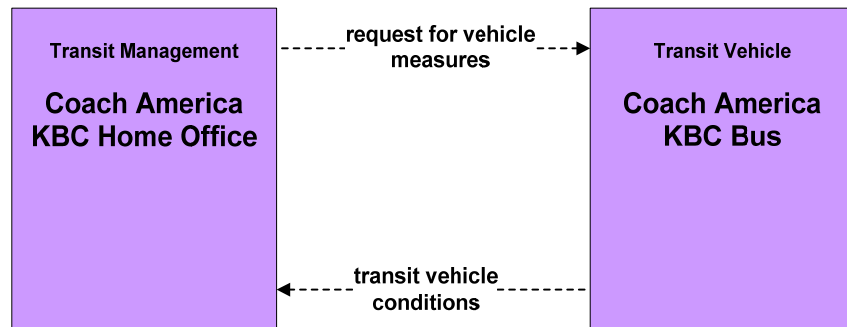 Transit Management
Coach America
KBC Home Office
request for vehicle
measures
Transit Vehicle
Coach America
KBC Bus
transit vehicle
conditions